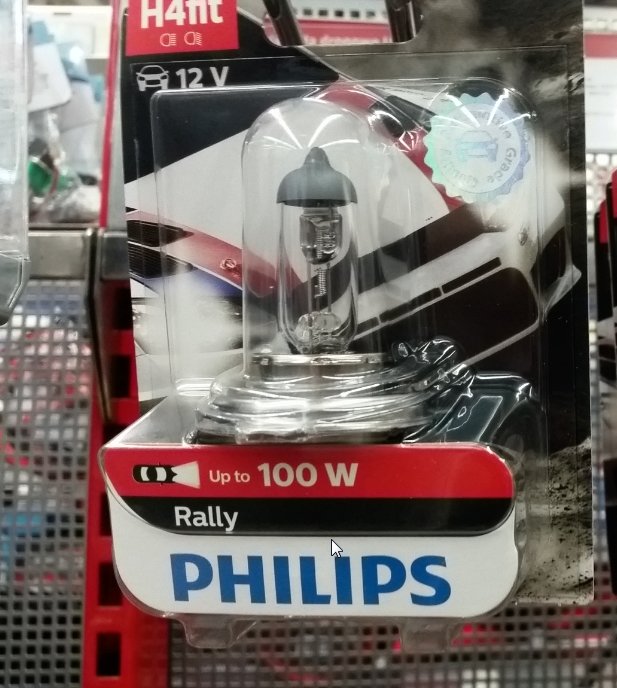 H4fit
12 V
Up to 100 W
Rally
PHILIPS